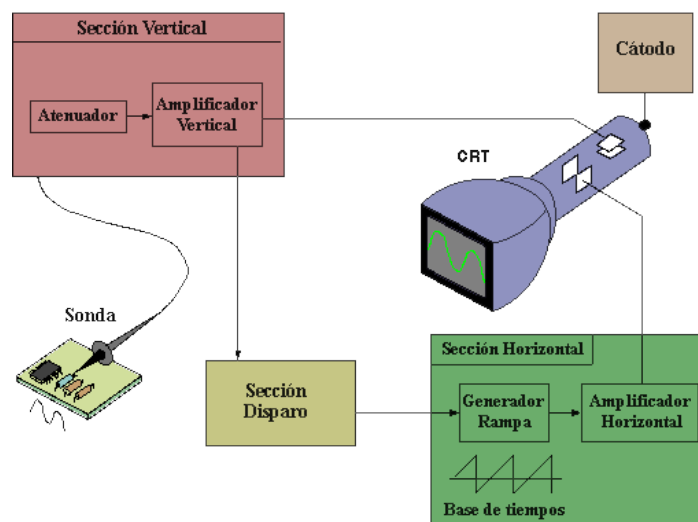 Sección Vertical
Cátodo
Atenuador
Amplificador
Vertical
CRT
Sonda
Sección
Disparo
Sección Horizontal
Generador
Rampa
Amplificador
Horizontal
Base de tiempos